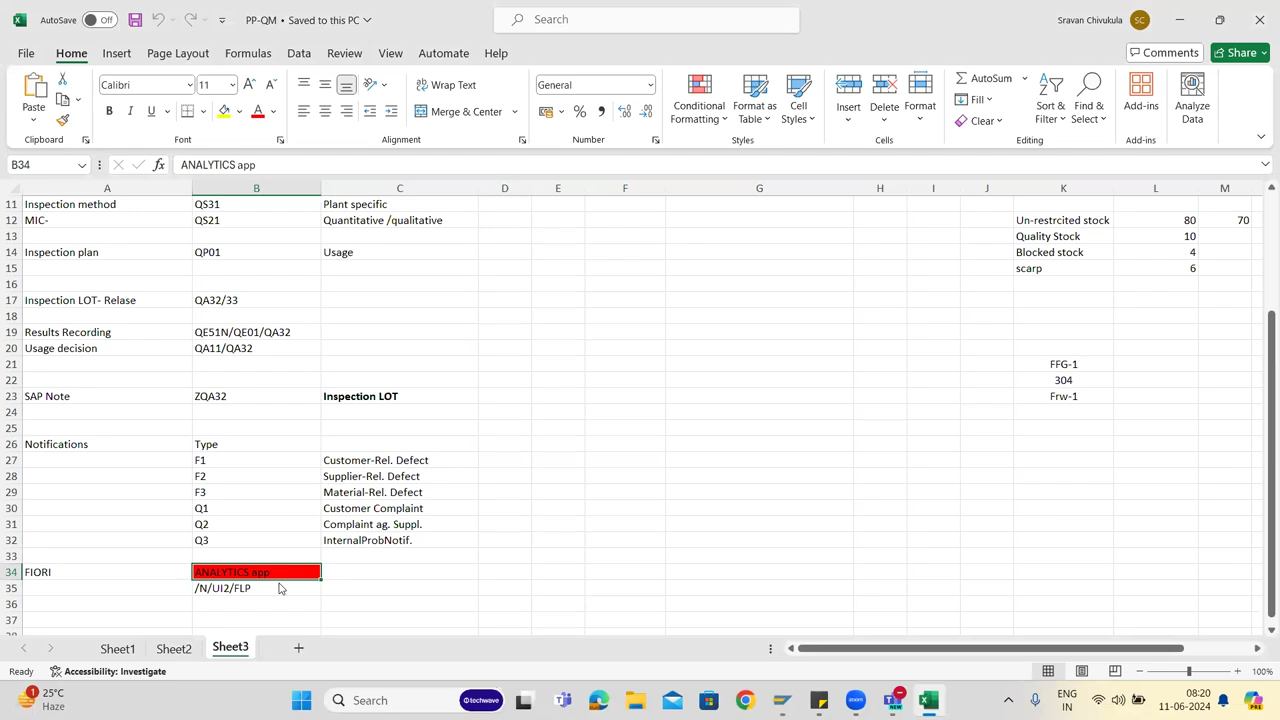 AutoSave Off PP-QM • Saved to this PC Search Sravan Chivukula SC
File Home Insert Page Layout Formulas Data Review View Automate Help Comments Share
Paste Calibri 11 Wrap Text General Conditional Format as Cell Insert Delete Format AutoSum Sort & Find & Add-ins Analyze
Formatting Table Styles Filter Select Data
B I U Merge & Center Fill
Clear
Clipboard Font Alignment Number Styles Cells Editing Add-ins
B34 fx ANALYTICS app
A B C D E F G H I J K L M
11 Inspection method QS31 Plant specific
12 MIC- QS21 Quantitative /qualitative Un-restrcited stock 80 70
13 Quality Stock 10
14 Inspection plan QP01 Usage Blocked stock 4
15 scarp 6
16
17 Inspection LOT- Relase QA32/33
18
19 Results Recording QE51N/QE01/QA32
20 Usage decision QA11/QA32
21 FFG-1
22 304
23 SAP Note ZQA32 Inspection LOT Frw-1
24
25
26 Notifications Type
27 F1 Customer-Rel. Defect
28 F2 Supplier-Rel. Defect
29 F3 Material-Rel. Defect
30 Q1 Customer Complaint
31 Q2 Complaint ag. Suppl.
32 Q3 InternalProbNotif.
33
34 FIORI ANALYTICS app
35 /N/UI2/FLP
36
37
Sheet1 Sheet2 Sheet3
Ready Accessibility: Investigate 100%
1 25°C Search techwave NEW ENG 08:20 PRE
Haze IN 11-06-2024